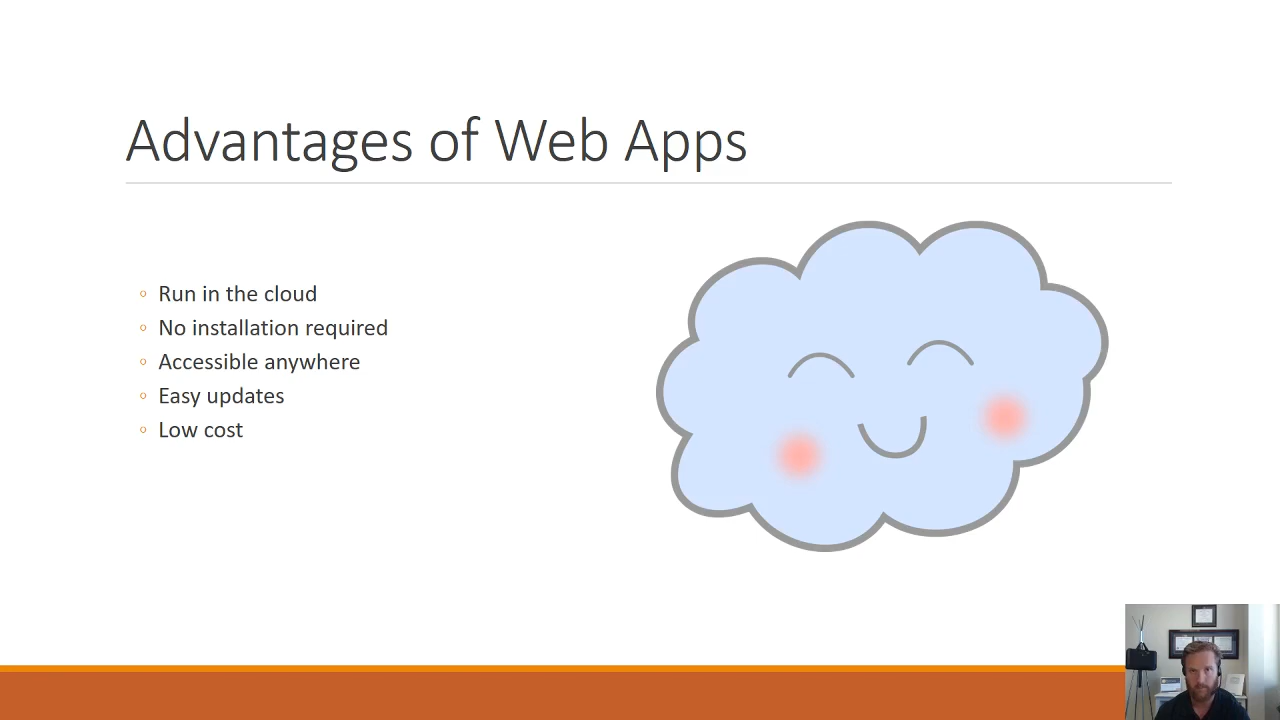 Advantages of Web Apps
Run in the cloud
No installation required
Accessible anywhere
Easy updates
Low cost